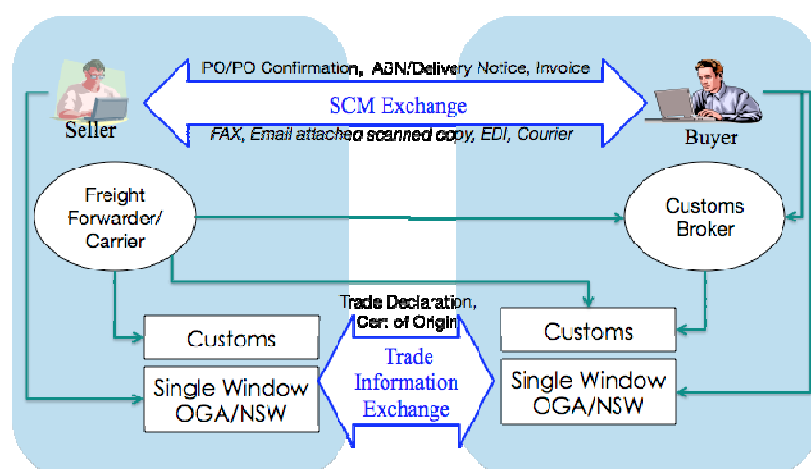 PO/PO Confirmation, ABN/Delivery Notice, Invoice
SCM Exchange
FAX, Email attached scanned co, EDI, Courier
Seller
Buyer
Freight
Forwarder/
Carrier
Customs
Broker
Trade Declaration,
Cert of Origin
Customs
Customs
Trade
Information
Exchange
Single Window
OGA/NSW
Single Window
OGA/NSW